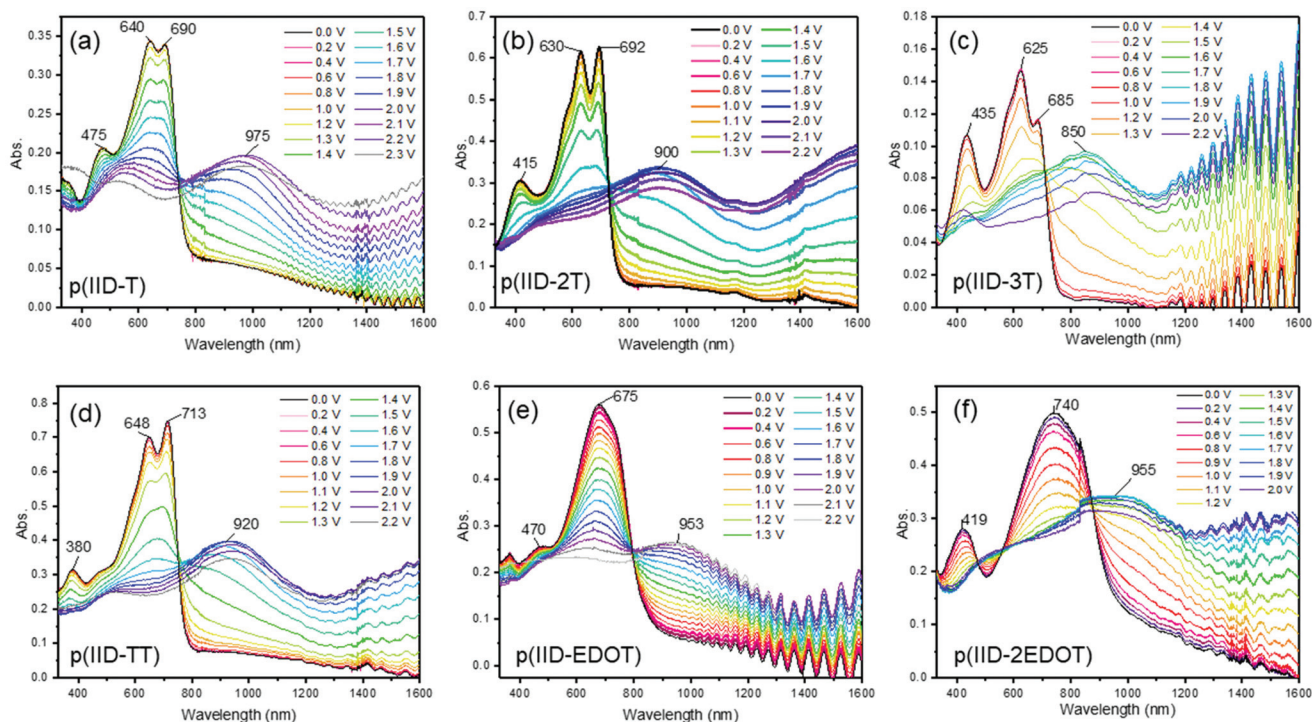 (a)
640
690
475
975
0.0 V 1.5 V
0.2 V 1.6 V
0.4 V 1.7 V
0.6 V 1.8 V
0.8 V 1.9 V
1.0 V 2.0 V
1.2 V 2.1 V
1.3 V 2.2 V
1.4 V 2.3 V
p(IID-T)
Abs.
0.35
0.30
0.25
0.20
0.15
0.10
0.05
0.00
400 600 800 1000 1200 1400 1600
Wavelength (nm)
(b)
630
692
415
900
0.0 V 1.4 V
0.2 V 1.5 V
0.4 V 1.6 V
0.6 V 1.7 V
0.8 V 1.8 V
1.0 V 1.9 V
1.1 V 2.0 V
1.2 V 2.1 V
1.3 V 2.2 V
p(IID-2T)
Abs.
0.7
0.6
0.5
0.4
0.3
0.2
0.1
0.0
400 600 800 1000 1200 1400 1600
Wavelength (nm)
(c)
625
435
685
850
0.0 V 1.4 V
0.2 V 1.5 V
0.4 V 1.6 V
0.6 V 1.7 V
0.8 V 1.8 V
1.0 V 1.9 V
1.2 V 2.2 V
1.3 V
p(IID-3T)
Abs.
0.18
0.16
0.14
0.12
0.10
0.08
0.06
0.04
0.02
0.00
400 600 800 1000 1200 1400 1600
Wavelength (nm)
(d)
648
713
380
920
0.0 V 1.4 V
0.2 V 1.5 V
0.4 V 1.6 V
0.6 V 1.7 V
0.8 V 1.8 V
1.0 V 1.9 V
1.1 V 2.0 V
1.2 V 2.1 V
1.3 V 2.2 V
p(IID-TT)
Abs.
0.8
0.7
0.6
0.5
0.4
0.3
0.2
0.1
0.0
400 600 800 1000 1200 1400 1600
Wavelength (nm)
(e)
675
470
953
0.0 V 1.4 V
0.2 V 1.5 V
0.4 V 1.6 V
0.6 V 1.7 V
0.8 V 1.8 V
0.9 V 1.9 V
1.0 V 2.0 V
1.1 V 2.1 V
1.2 V 2.2 V
1.3 V
p(IID-EDOT)
Abs.
0.6
0.5
0.4
0.3
0.2
0.1
0.0
400 600 800 1000 1200 1400 1600
Wavelength (nm)
(f)
740
419
955
0.0 V 1.3 V
0.2 V 1.4 V
0.4 V 1.5 V
0.6 V 1.6 V
0.8 V 1.7 V
0.9 V 1.8 V
1.0 V 1.9 V
1.1 V 2.0 V
1.2 V
p(IID-2EDOT)
Abs.
0.5
0.4
0.3
0.2
0.1
0.0
400 600 800 1000 1200 1400 1600
Wavelength (nm)